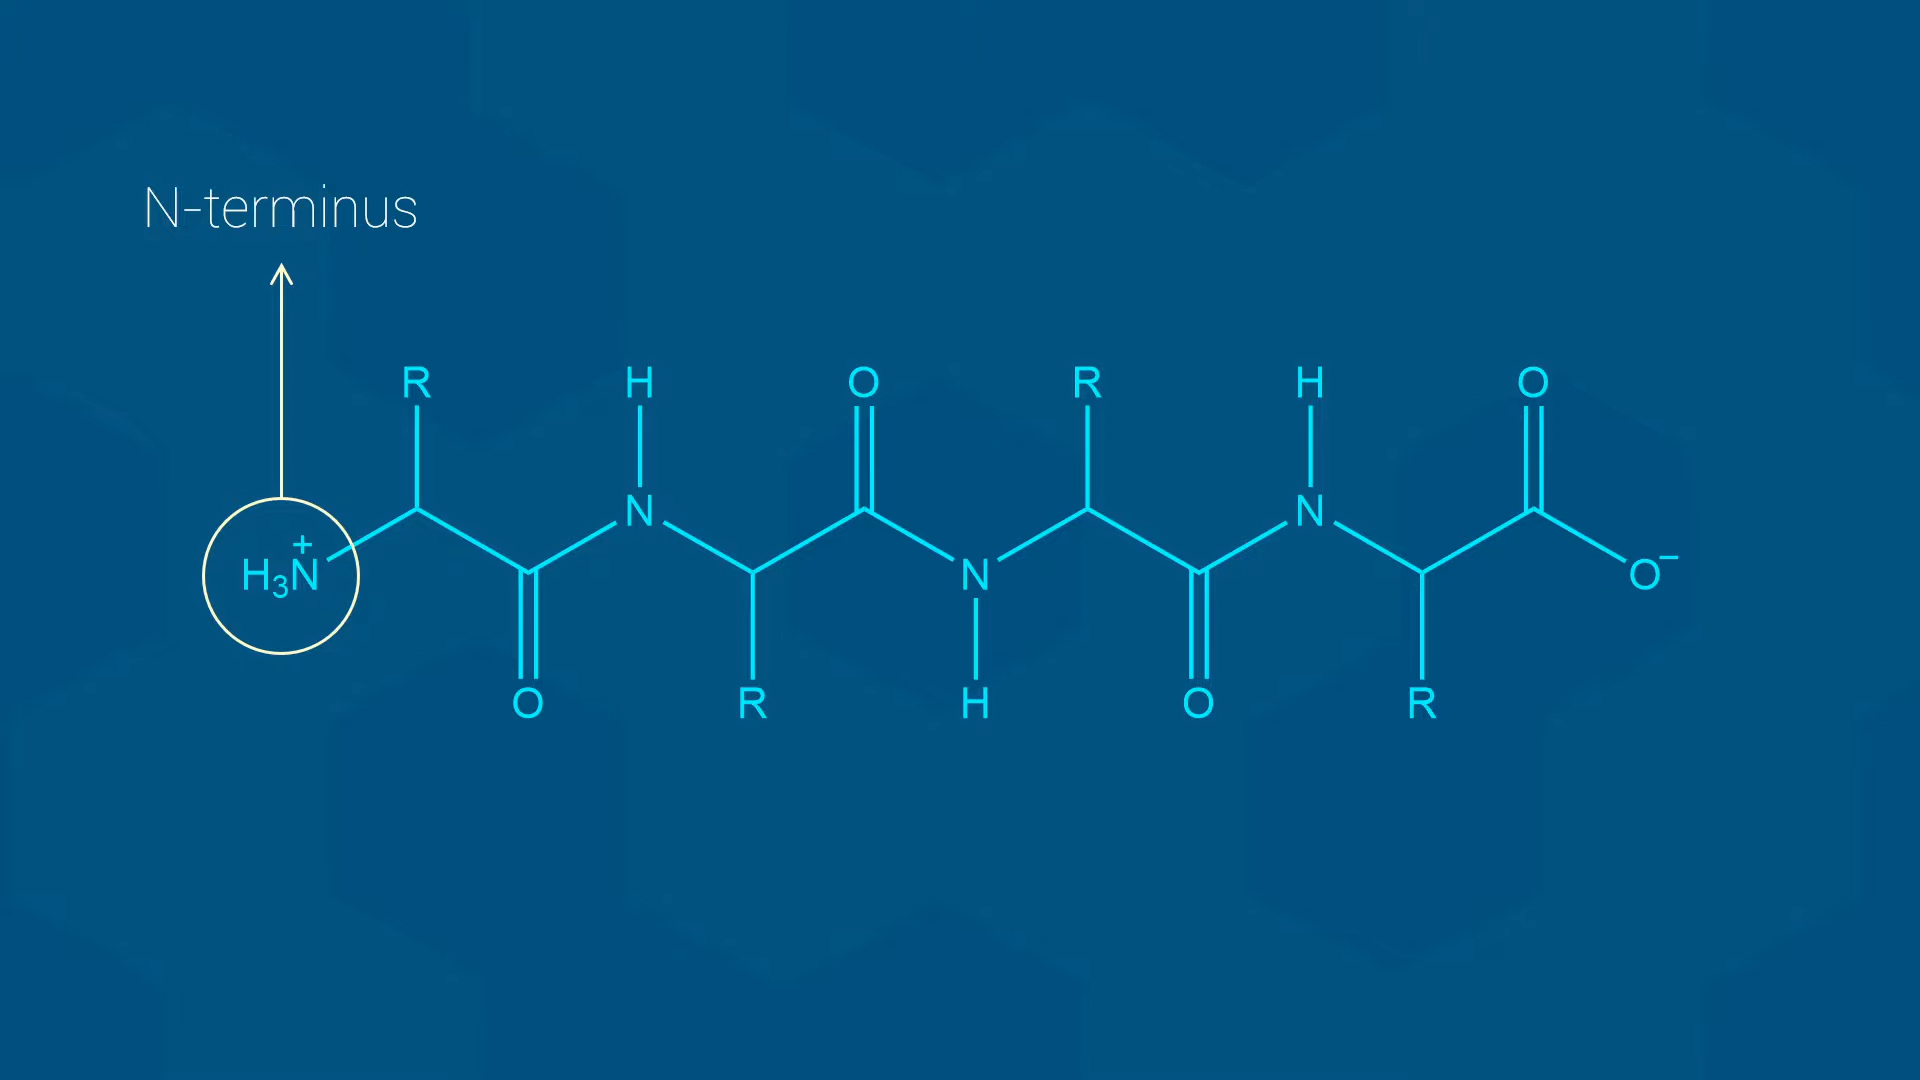 N-terminus
R H O R H O
N N
H₃N⁺ N O⁻
O R H O R